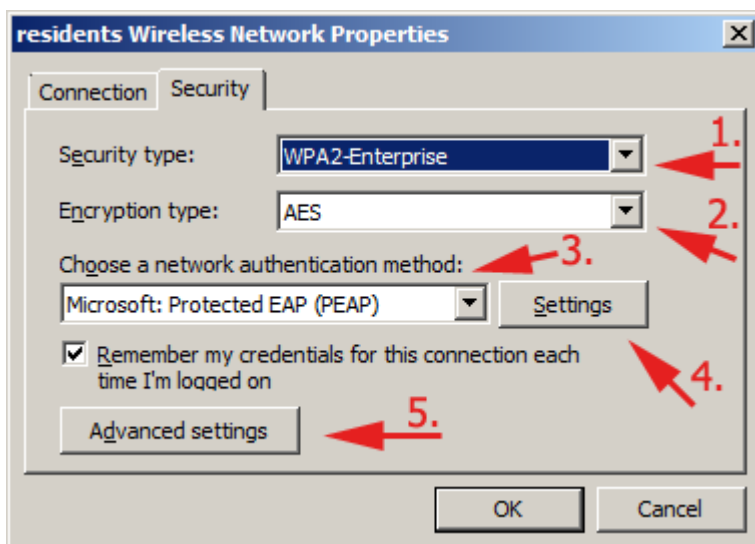 residents Wireless Network Properties
Connection Security
Security type: WPA2-Enterprise 1.
Encryption type: AES 2.
Choose a network authentication method: 3.
Microsoft: Protected EAP (PEAP) Settings
4.
Remember my credentials for this connection each
time I'm logged on
Advanced settings 5.
OK Cancel